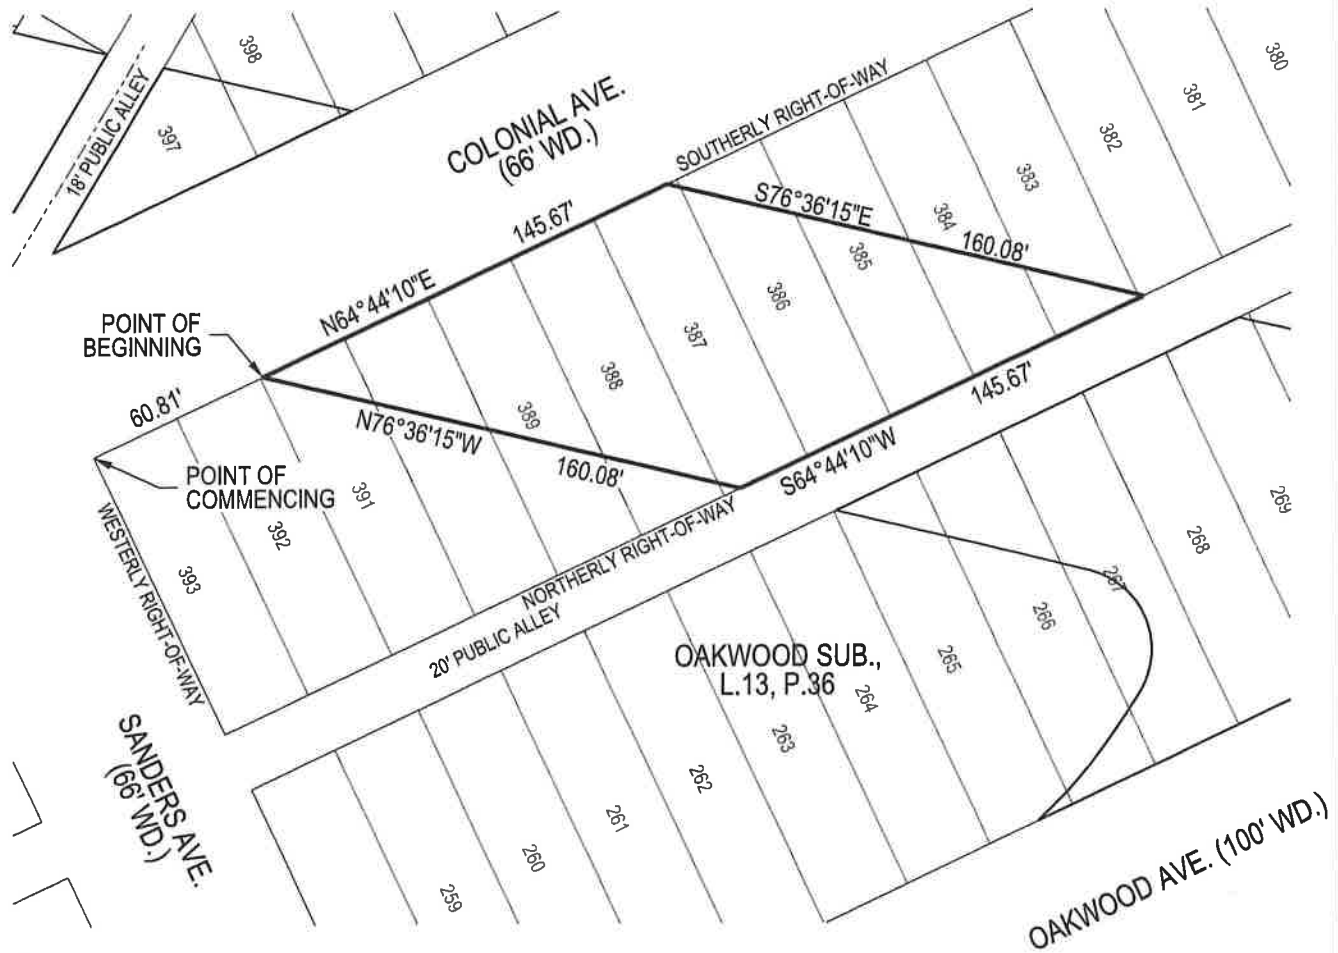 398
397
18' PUBLIC ALLEY
COLONIAL AVE.
(66' WD.)
SOUTHERLY RIGHT-OF-WAY
380
381
382
383
384
385
386
387
388
389
391
392
393
S76°36'15"E
160.08'
145.67'
N64°44'10"E
POINT OF
BEGINNING
60.81'
N76°36'15"W
160.08'
POINT OF
COMMENCING
S64°44'10"W
145.67'
WESTERLY RIGHT-OF-WAY
NORTHERLY RIGHT-OF-WAY
20' PUBLIC ALLEY
OAKWOOD SUB.,
L.13, P.36
269
268
267
266
265
264
263
262
261
260
259
SANDERS AVE.
(66' WD.)
OAKWOOD AVE. (100' WD.)